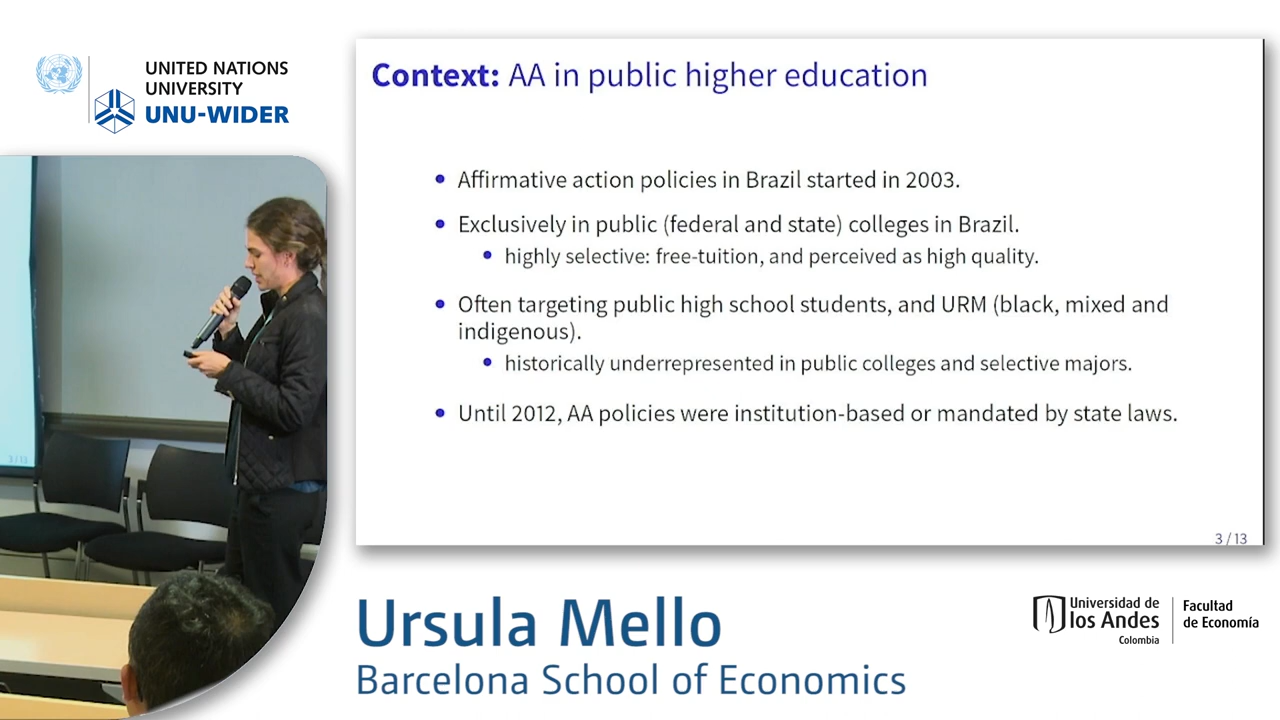 UNITED NATIONS
UNIVERSITY
UNU-WIDER
Context: AA in public higher education
Affirmative action policies in Brazil started in 2003.
Exclusively in public (federal and state) colleges in Brazil.
highly selective: free-tuition, and perceived as high quality.
Often targeting public high school students, and URM (black, mixed and
indigenous).
historically underrepresented in public colleges and selective majors.
Until 2012, AA policies were institution-based or mandated by state laws.
3 / 13
3 / 13
Ursula Mello
Barcelona School of Economics
Universidad de
los Andes
Colombia
Facultad
de Economía